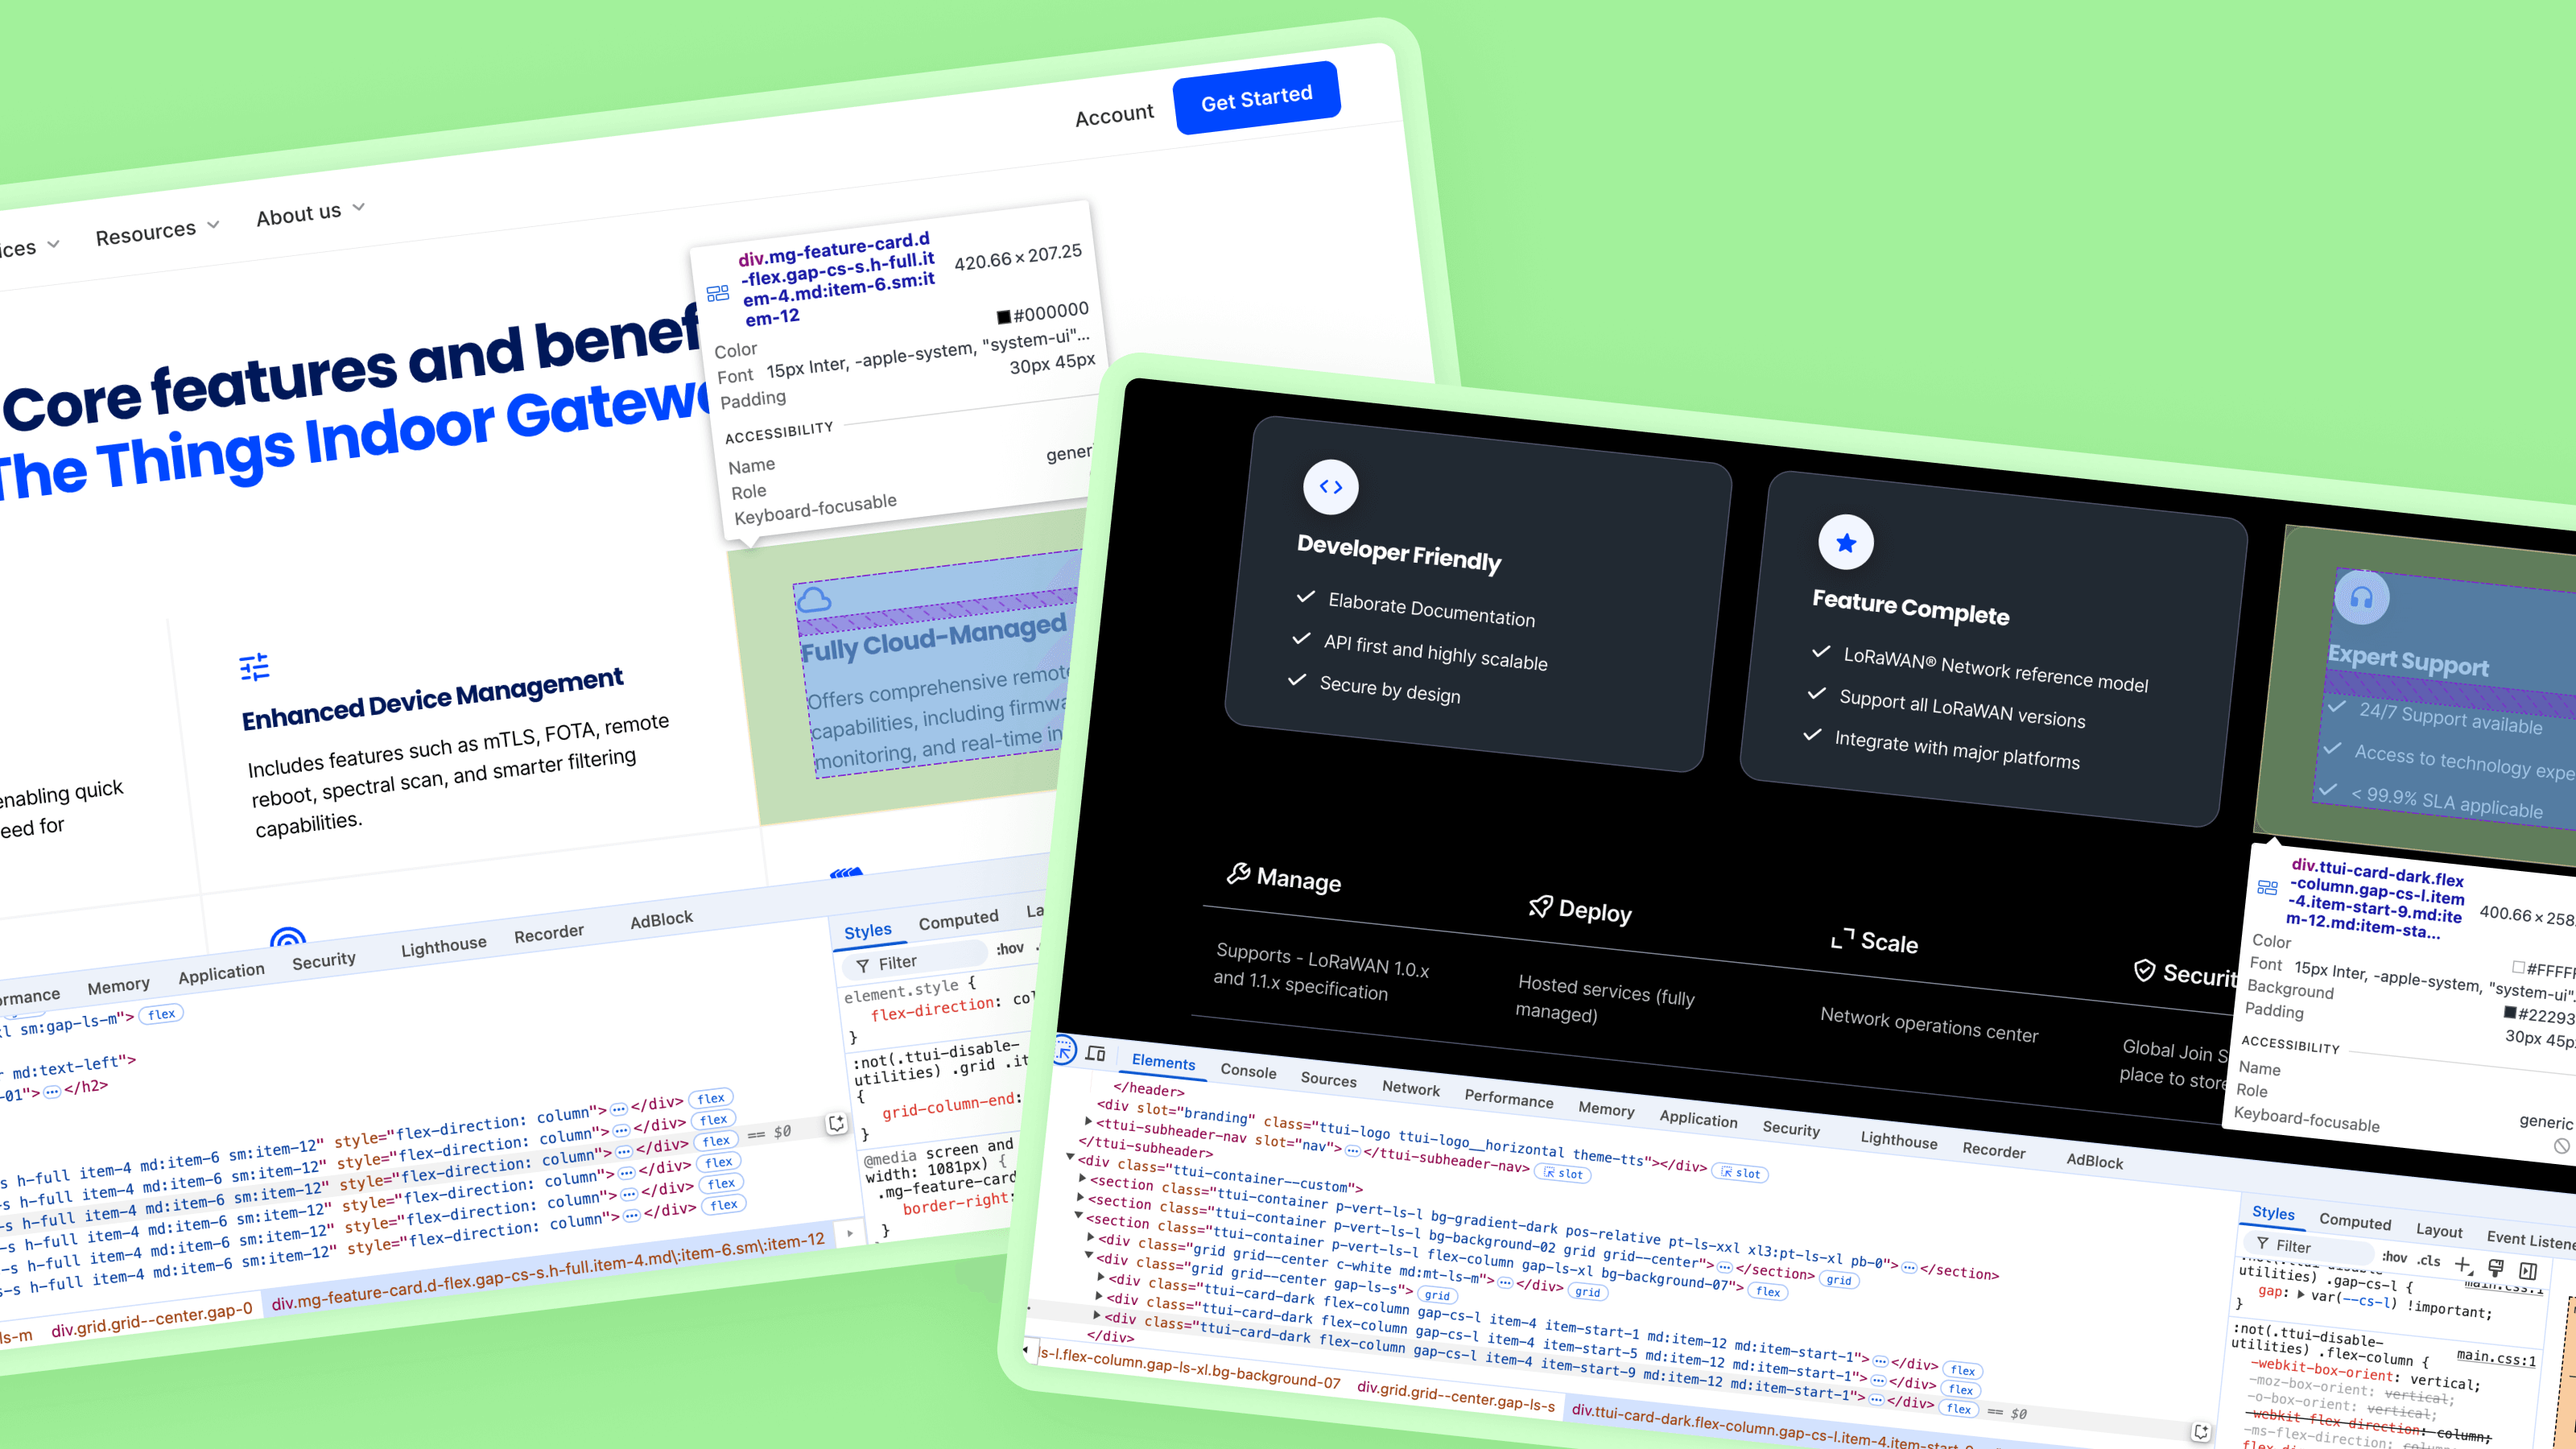 Account
Get Started
Resources
About us
Core features and
The Things Indoor
div.mg-feature-card.d
-flex.gap-cs-s.h-full.it
em-4.md:item-6.sm:it
em-12
420.66 × 207.25
Color
#000000
Font
15px Inter, -apple-system, "system-ui"...
Padding
30px 45px
ACCESSIBILITY
Name
Role
Keyboard-focusable
Fully Cloud-Managed
Offers comprehensive
capabilities, including
monitoring, and real-time
Enhanced Device Management
Includes features such as mTLS, FOTA, remote
reboot, spectral scan, and smarter filtering
capabilities.
enabling quick
for
Memory
Application
Security
Lighthouse
Recorder
AdBlock
Styles
Computed
Filter
:hov
element.style {
flex-direction:
}
:not(.ttui-disable-
utilities) .grid
{
grid-column-end:
}
@media screen and
width: 1081px) {
.mg-feature-card
border-right:
}
sm:gap-ls-m"> flex
md:text-left">
-01">⋯</h2>
h-full item-4 md:item-6 sm:item-12" style="flex-direction: column">⋯</div> flex
h-full item-4 md:item-6 sm:item-12" style="flex-direction: column">⋯</div> flex
h-full item-4 md:item-6 sm:item-12" style="flex-direction: column">⋯</div> flex == $0
h-full item-4 md:item-6 sm:item-12" style="flex-direction: column">⋯</div> flex
h-full item-4 md:item-6 sm:item-12" style="flex-direction: column">⋯</div> flex
h-full item-4 md:item-6 sm:item-12" style="flex-direction: column">⋯</div> flex
div.grid.grid--center.gap-0
div.mg-feature-card.d-flex.gap-cs-s.h-full.item-4.md\:item-6.sm\:item-12
Developer Friendly
Elaborate Documentation
API first and highly scalable
Secure by design
Feature Complete
LoRaWAN® Network reference model
Support all LoRaWAN versions
Integrate with major platforms
Expert Support
24/7 Support available
Access to technology
< 99.9% SLA applicable
div.ttui-card-dark.flex
-column.gap-cs-l.item
-4.item-start-9.md:ite
m-12.md:item-sta...
400.66 ×
Color
Font
15px Inter, -apple-system,
Background
Padding
30px
ACCESSIBILITY
Name
Role
generic
Keyboard-focusable
Manage
Deploy
Scale
Supports - LoRaWAN 1.0.x
and 1.1.x specification
Hosted services (fully
managed)
Network operations center
Global Join
place to store
Elements
Console
Sources
Network
Performance
Memory
Application
Security
Lighthouse
Recorder
AdBlock
</header>
<div slot="branding" class="ttui-logo ttui-logo__horizontal theme-tts"></div> slot
<ttui-subheader-nav slot="nav">⋯</ttui-subheader-nav> slot
</ttui-subheader>
<div class="ttui-container--custom">
<section class="ttui-container p-vert-ls-l bg-gradient-dark pos-relative pt-ls-xxl xl3:pt-ls-xl pb-0">⋯</section>
<section class="ttui-container p-vert-ls-l bg-background-02 grid grid--center">⋯</section> grid
<section class="ttui-container p-vert-ls-l flex-column gap-ls-xl bg-background-07"> flex
<div class="grid grid--center c-white md:mt-ls-m">⋯</div> grid
<div class="grid grid--center gap-ls-s"> grid
<div class="ttui-card-dark flex-column gap-cs-l item-4 item-start-1 md:item-12 md:item-start-1">⋯</div> flex
<div class="ttui-card-dark flex-column gap-cs-l item-4 item-start-5 md:item-12 md:item-start-1">⋯</div> flex
<div class="ttui-card-dark flex-column gap-cs-l item-4 item-start-9 md:item-12 md:item-start-1">⋯</div> flex == $0
</div>
ls-l.flex-column.gap-ls-xl.bg-background-07
div.grid.grid--center.gap-ls-s
div.ttui-card-dark.flex-column.gap-cs-l.item-4.item-start-9
Styles
Computed
Layout
Filter
:hov
.cls
utilities) .gap-cs-l {
gap: var(--cs-l) !important;
}
:not(.ttui-disable-
utilities) .flex-column {
main.css:1
-webkit-box-orient: vertical;
-moz-box-orient: vertical;
-o-box-orient: vertical;
-webkit-flex-direction: column;
-ms-flex-direction: